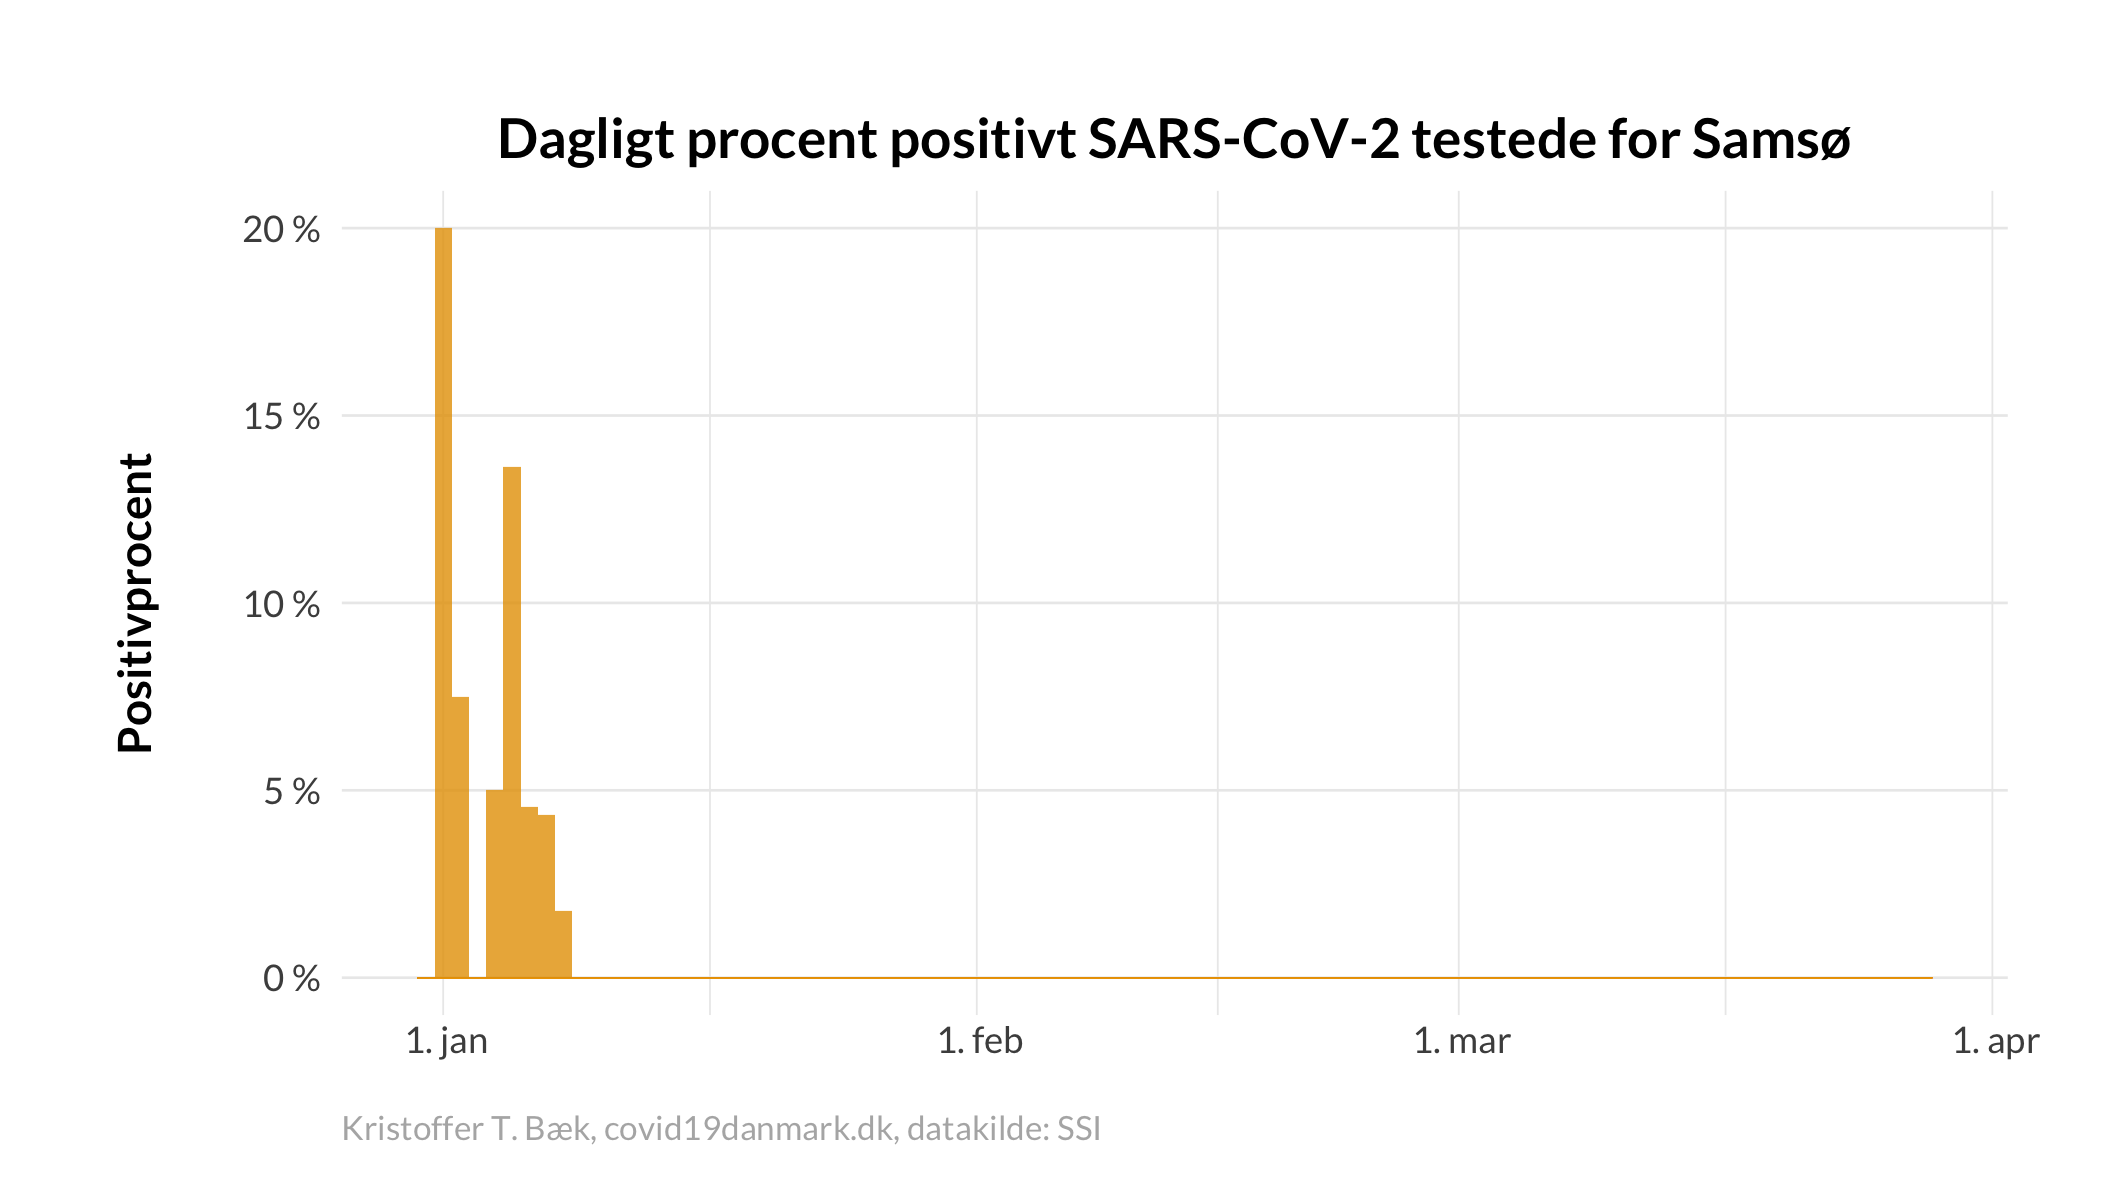 Dagligt procent positivt SARS-CoV-2 testede for Samsø
Positivprocent
20 %
15 %
10 %
5 %
0 %
1. jan
1. feb
1. mar
1. apr
Kristoffer T. Bæk, covid19danmark.dk, datakilde: SSI